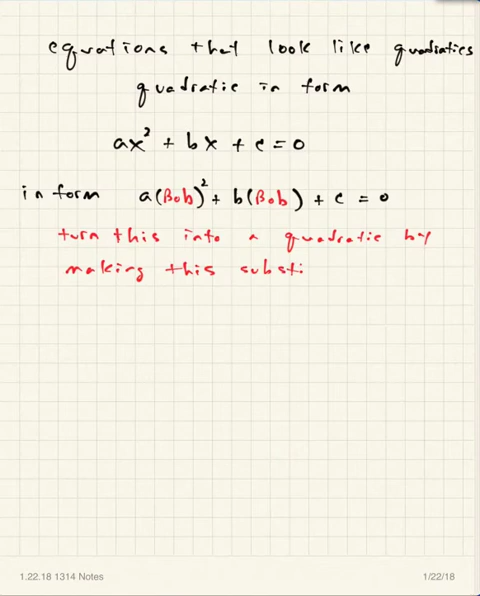 equations that look like quadratics
quadratic in form
ax² + bx + c = 0
in form a(Bob)² + b(Bob) + c = 0
turn this into a quadratic by
making this substi
1.22.18 1314 Notes
1/22/18